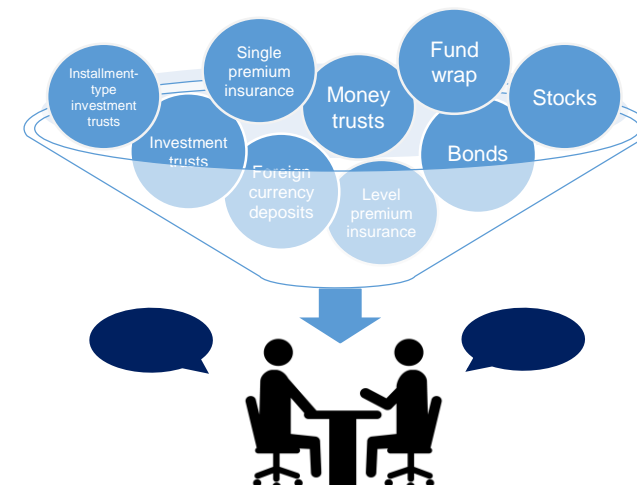 Installment-
type
investment
trusts
Single
premium
insurance
Money
trusts
Fund
wrap
Stocks
Investment
trusts
Foreign
currency
deposits
Level
premium
insurance
Bonds